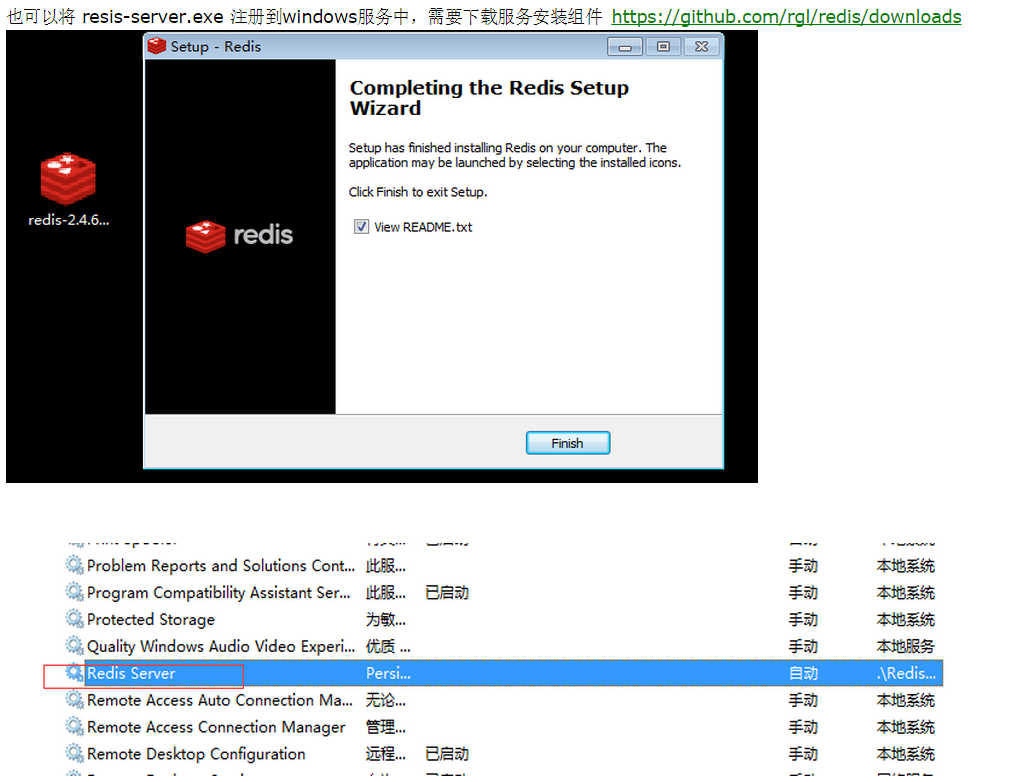 也可以将 resis-server.exe 注册到windows服务中，需要下载服务安装组件 https://github.com/rgl/redis/downloads
Setup - Redis
Completing the Redis Setup
Wizard
Setup has finished installing Redis on your computer. The
application may be launched by selecting the installed icons.
Click Finish to exit Setup.
View README.txt
redis-2.4.6...
redis
Finish
Problem Reports and Solutions Cont... 此服... 手动 本地系统
Program Compatibility Assistant Ser... 此服... 已启动 手动 本地系统
Protected Storage 为敏... 手动 本地系统
Quality Windows Audio Video Experi... 优质 ... 手动 本地服务
Redis Server Persi... 自动 .\Redis...
Remote Access Auto Connection Ma... 无论... 手动 本地系统
Remote Access Connection Manager 管理... 手动 本地系统
Remote Desktop Configuration 远程... 已启动 手动 本地系统